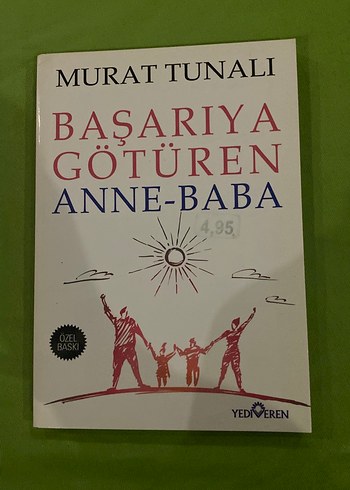 MURAT TUNALI
BAŞARIYA
GÖTÜREN
ANNE-BABA
4,95
ÖZEL
BASKI
YEDİVEREN